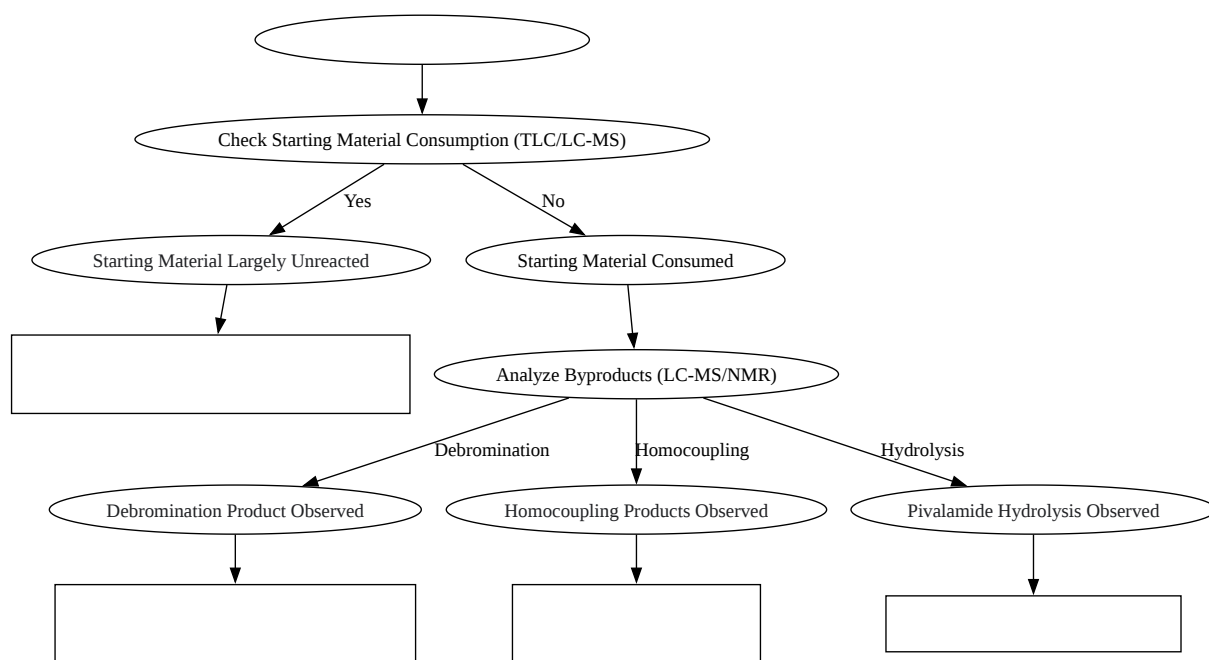 Check Starting Material Consumption (TLC/LC-MS)
Yes
No
Starting Material Largely Unreacted
Starting Material Consumed
Analyze Byproducts (LC-MS/NMR)
Debromination
Homocoupling
Hydrolysis
Debromination Product Observed
Homocoupling Products Observed
Pivalamide Hydrolysis Observed